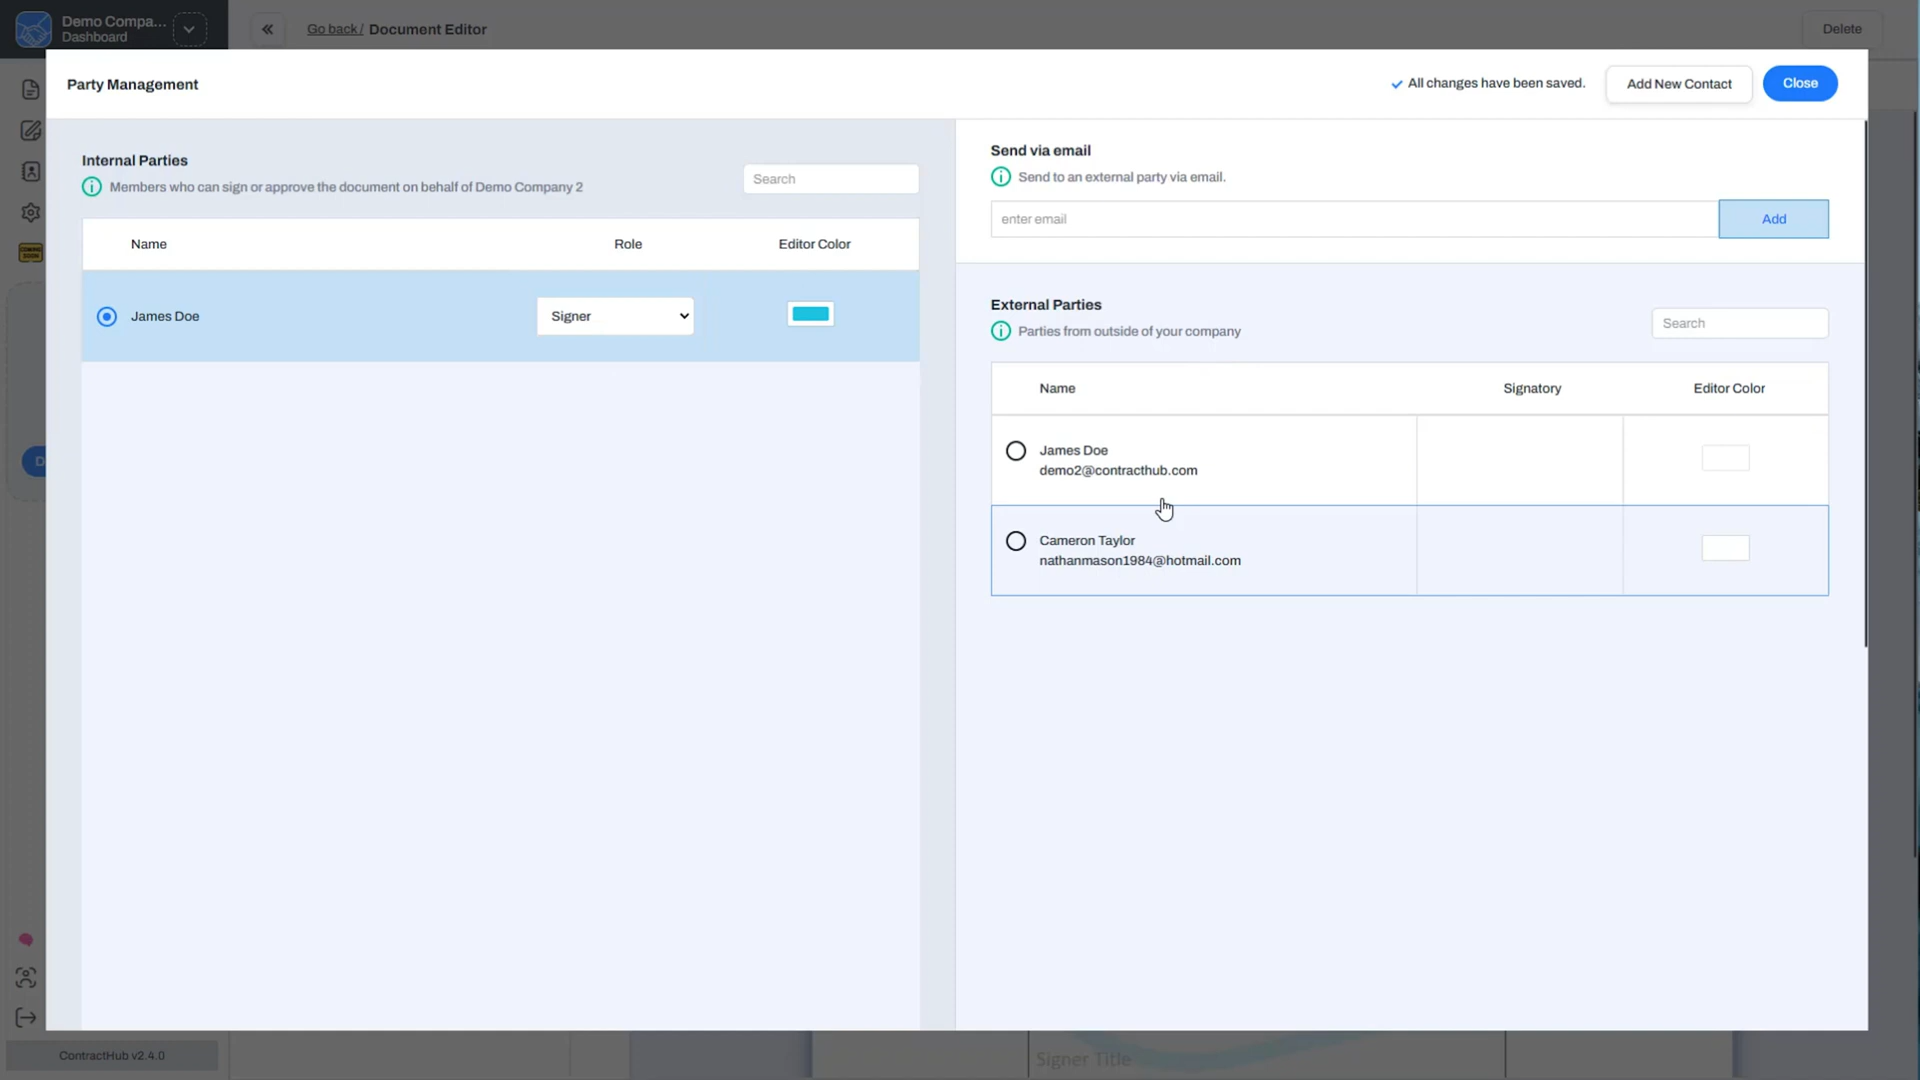 Demo Compa...
Dashboard
Go back/ Document Editor
Delete
Party Management
All changes have been saved.
Add New Contact
Close
Internal Parties
Members who can sign or approve the document on behalf of Demo Company 2
Search
Name Role Editor Color
James Doe Signer
Send via email
Send to an external party via email.
enter email
Add
External Parties
Parties from outside of your company
Search
Name Signatory Editor Color
James Doe
demo2@contracthub.com
Cameron Taylor
nathanmason1984@hotmail.com
COMING
SOON
D
ContractHub v2.4.0
Signer Title